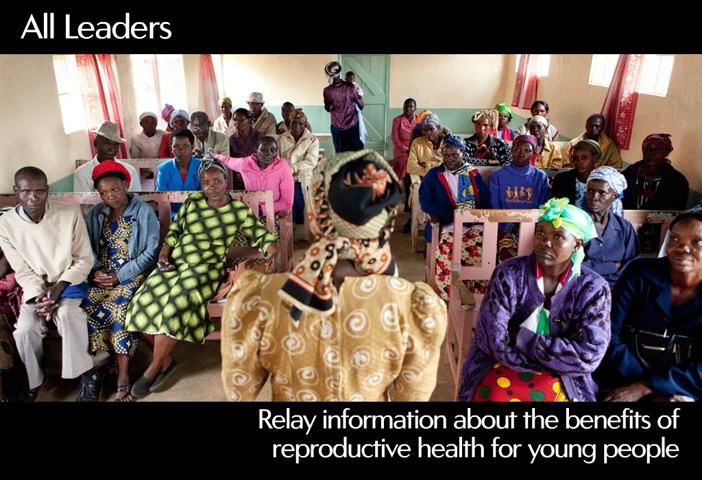 All Leaders
Relay information about the benefits of
reproductive health for young people